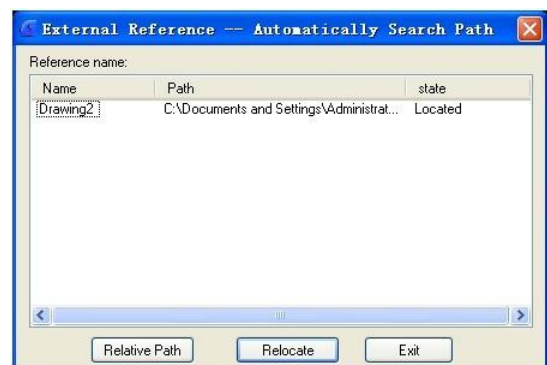 External Reference -- Automatically Search Path
Reference name:
Name Path state
Drawing2 C:\Documents and Settings\Administrat... Located
Relative Path Relocate Exit